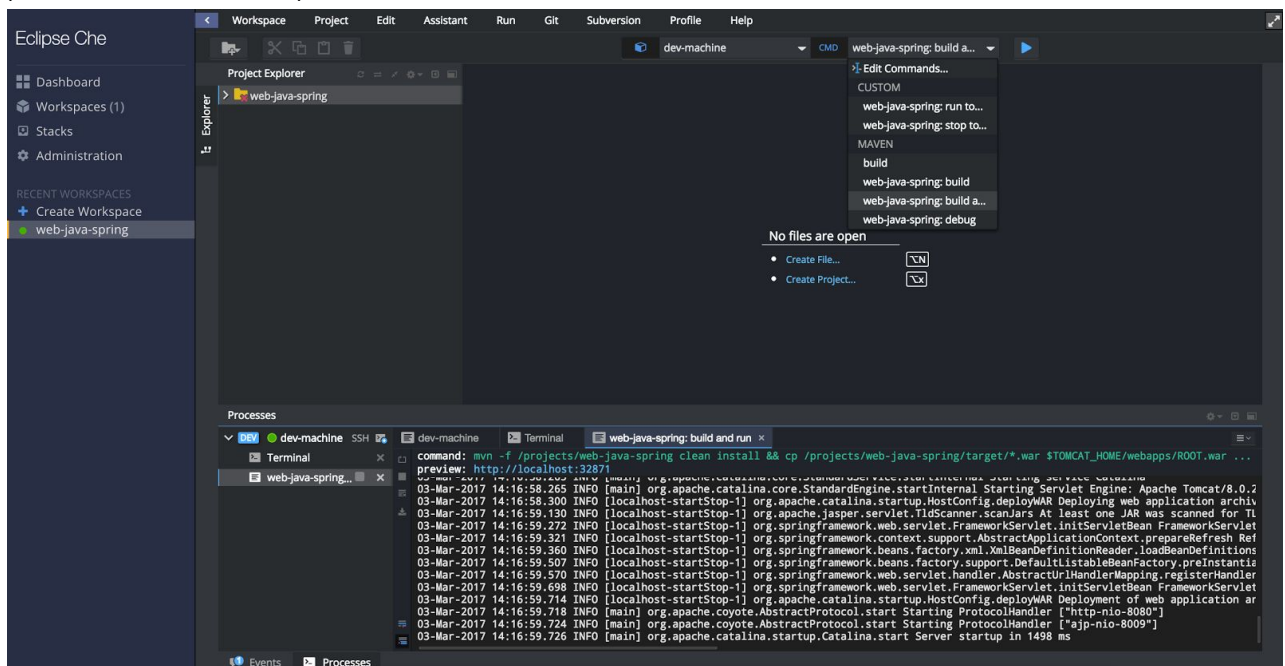 Workspace Project Edit Assistant Run Git Subversion Profile Help
Eclipse Che
dev-machine CMD web-java-spring: build a...
Dashboard
Workspaces (1)
Stacks
Administration
RECENT WORKSPACES
+ Create Workspace
web-java-spring
Explorer
Project Explorer
web-java-spring
Edit Commands...
CUSTOM
web-java-spring: run to...
web-java-spring: stop to...
MAVEN
build
web-java-spring: build
web-java-spring: build a...
web-java-spring: debug
No files are open
• Create File... ⌥N
• Create Project... ⌥X
Processes
DEV dev-machine SSH
Terminal
web-java-spring...
dev-machine Terminal web-java-spring: build and run ×
command: mvn -f /projects/web-java-spring clean install && cp /projects/web-java-spring/target/*.war $TOMCAT_HOME/webapps/ROOT.war ...
preview: http://localhost:32871
03-Mar-2017 14:16:58.265 INFO [main] org.apache.catalina.core.StandardEngine.startInternal Starting Servlet Engine: Apache Tomcat/8.0.2
03-Mar-2017 14:16:58.300 INFO [localhost-startStop-1] org.apache.catalina.startup.HostConfig.deployWAR Deploying web application archiv
03-Mar-2017 14:16:59.130 INFO [localhost-startStop-1] org.apache.jasper.servlet.TldScanner.scanJars At least one JAR was scanned for TL
03-Mar-2017 14:16:59.272 INFO [localhost-startStop-1] org.springframework.web.servlet.FrameworkServlet.initServletBean FrameworkServlet
03-Mar-2017 14:16:59.321 INFO [localhost-startStop-1] org.springframework.context.support.AbstractApplicationContext.prepareRefresh Ref
03-Mar-2017 14:16:59.360 INFO [localhost-startStop-1] org.springframework.beans.factory.xml.XmlBeanDefinitionReader.loadBeanDefinitions
03-Mar-2017 14:16:59.507 INFO [localhost-startStop-1] org.springframework.beans.factory.support.DefaultListableBeanFactory.preInstantia
03-Mar-2017 14:16:59.570 INFO [localhost-startStop-1] org.springframework.web.servlet.handler.AbstractUrlHandlerMapping.registerHandler
03-Mar-2017 14:16:59.698 INFO [localhost-startStop-1] org.springframework.web.servlet.FrameworkServlet.initServletBean FrameworkServlet
03-Mar-2017 14:16:59.714 INFO [localhost-startStop-1] org.apache.catalina.startup.HostConfig.deployWAR Deployment of web application ar
03-Mar-2017 14:16:59.718 INFO [main] org.apache.coyote.AbstractProtocol.start Starting ProtocolHandler ["http-nio-8080"]
03-Mar-2017 14:16:59.724 INFO [main] org.apache.coyote.AbstractProtocol.start Starting ProtocolHandler ["ajp-nio-8009"]
03-Mar-2017 14:16:59.726 INFO [main] org.apache.catalina.startup.Catalina.start Server startup in 1498 ms
Events Processes